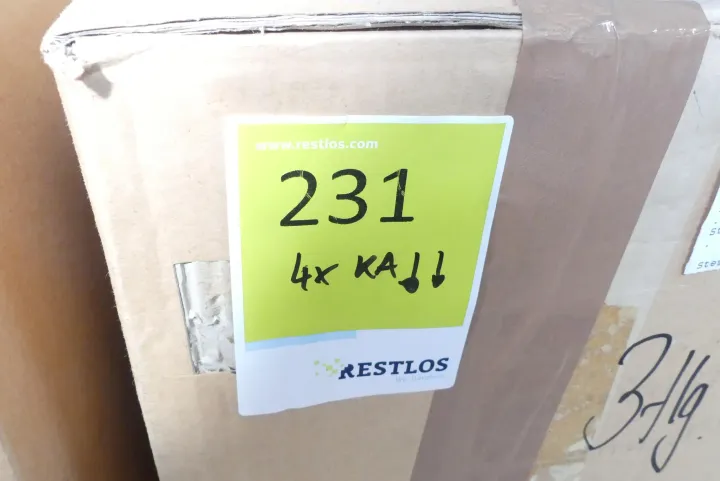 www.restlos.com
231
4x KA ↓↓
RESTLOS